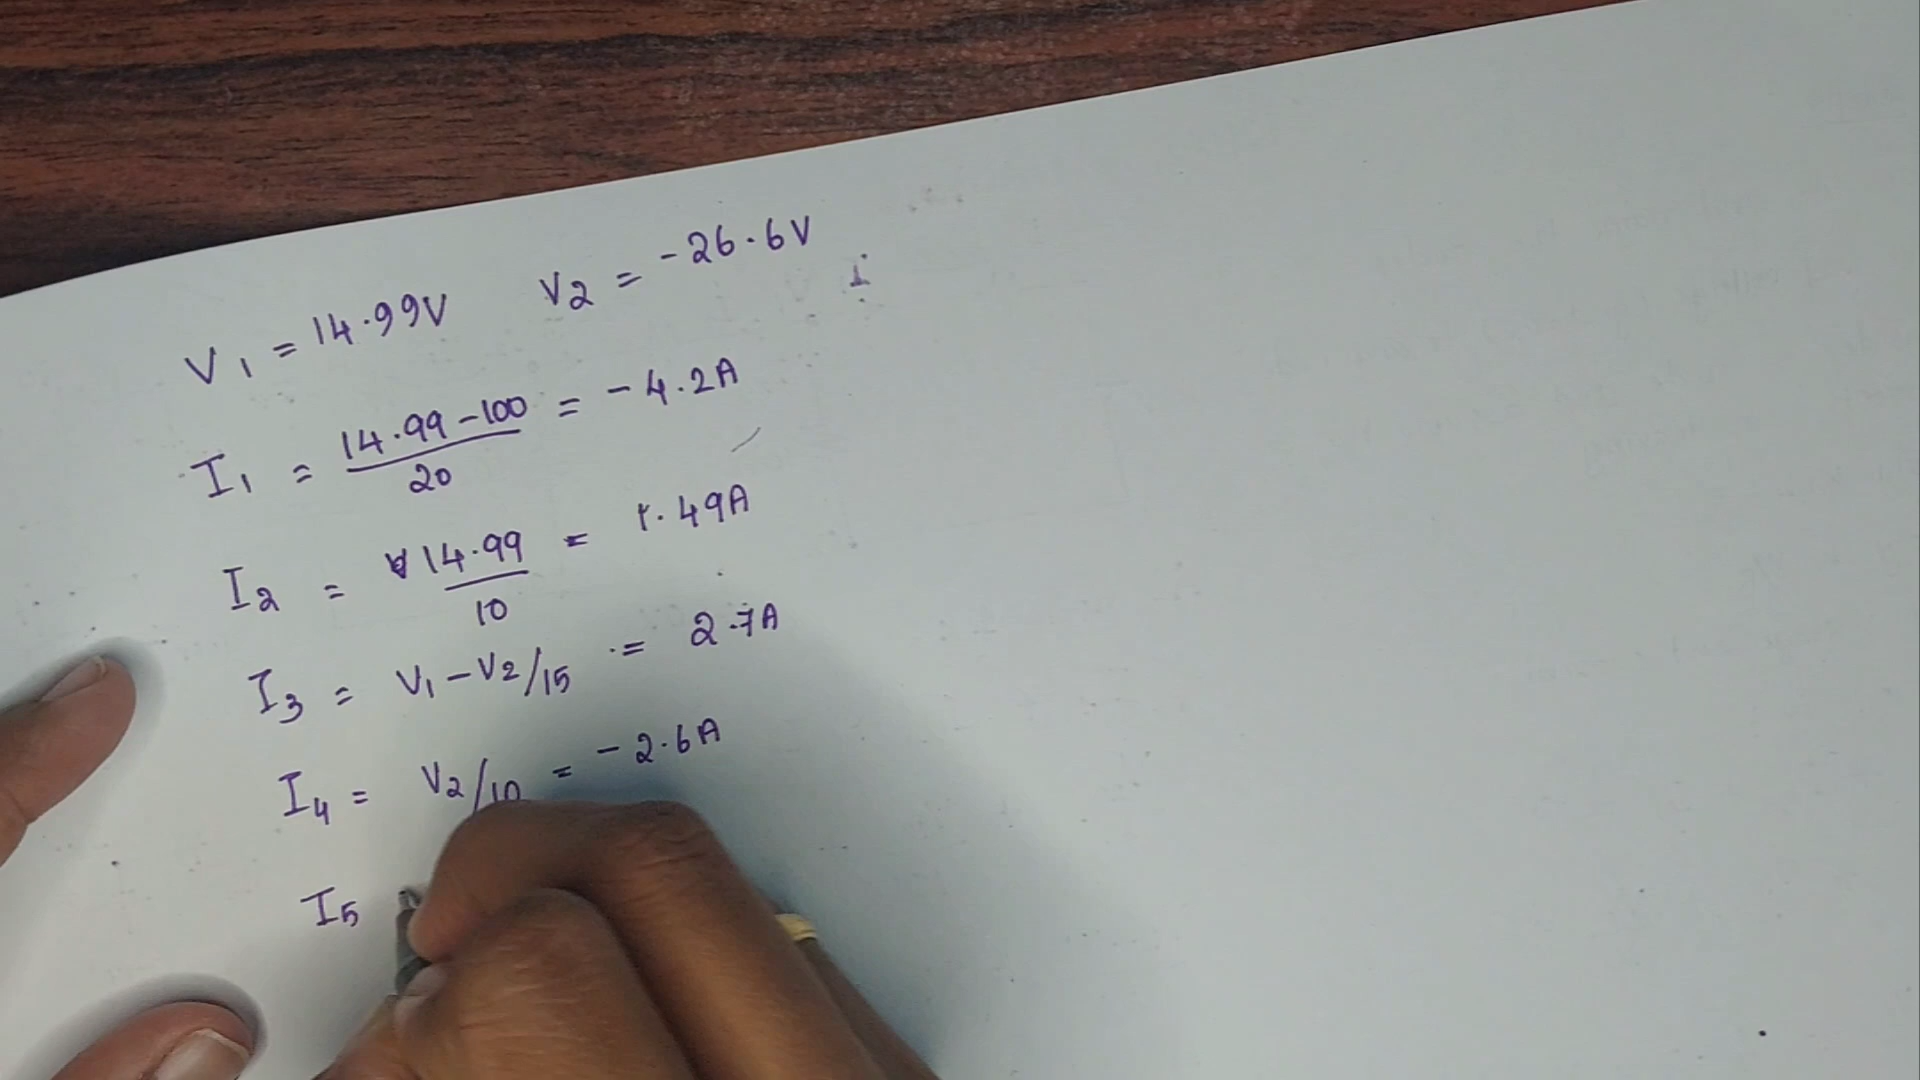 V1 = 14.99V V2 = -26.6V
I1 = 14.99-100/20 = -4.2A
I2 = 14.99/10 = 1.49A
I3 = V1-V2/15 = 2.7A
I4 = V2/10 = -2.6A
I5